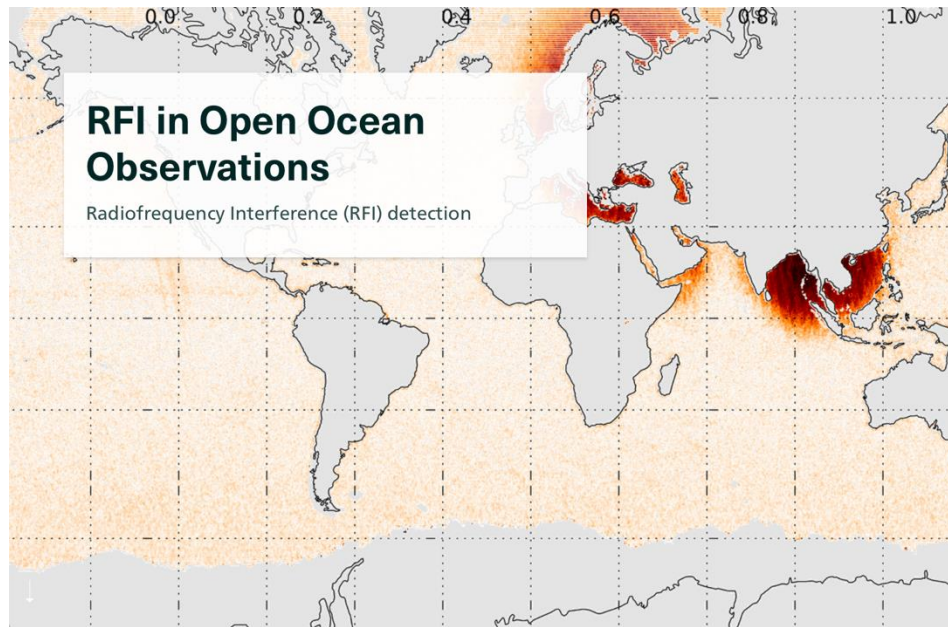 0.0 0.2 0.4 0.6 0.8 1.0
RFI in Open Ocean
Observations
Radiofrequency Interference (RFI) detection